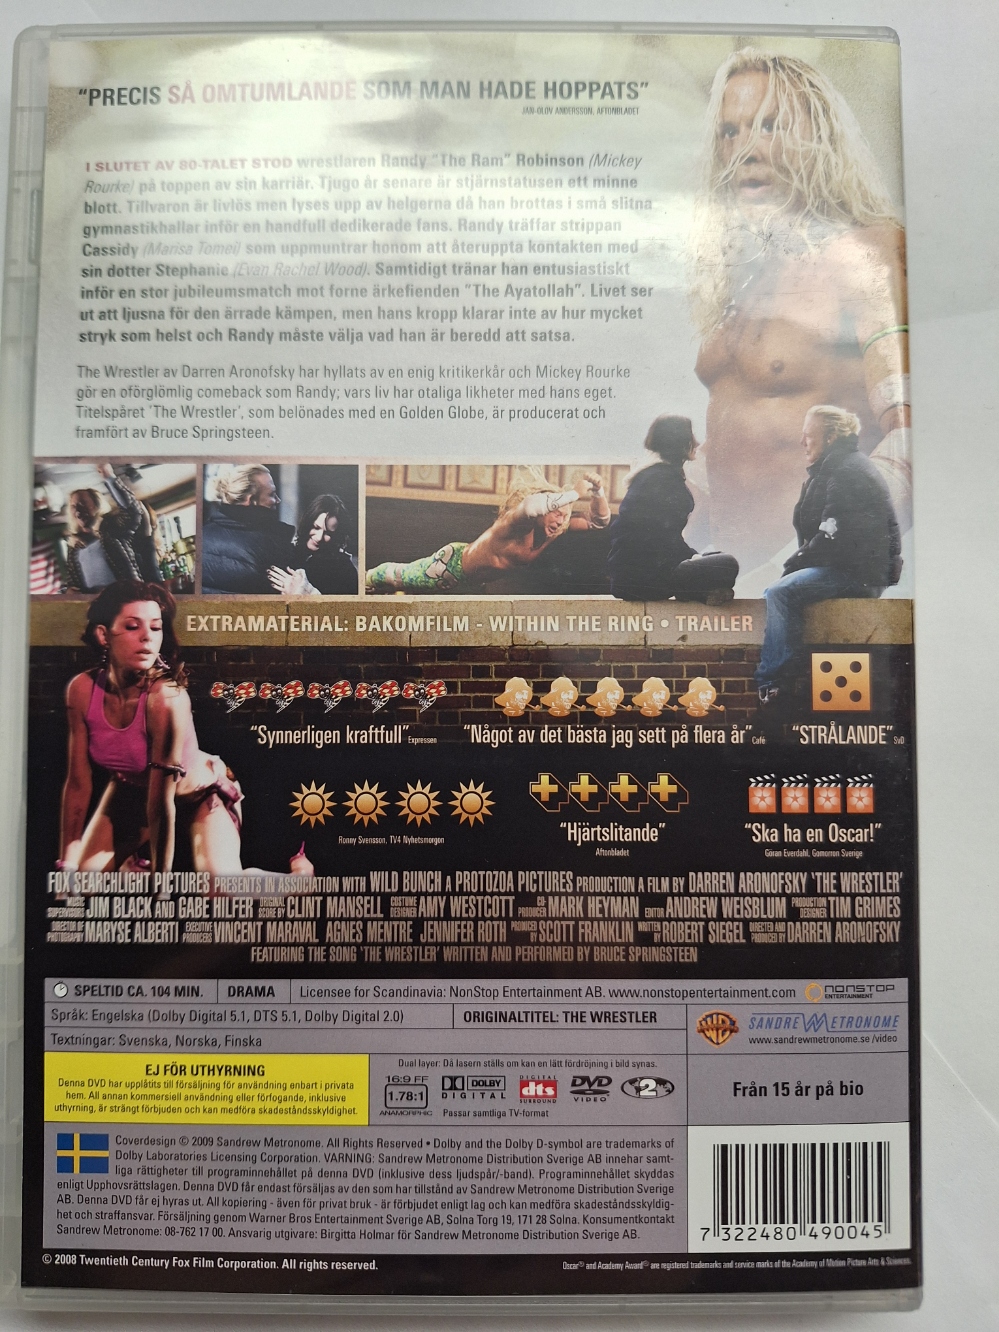 "PRECIS SÅ OMTUMLANDE SOM MAN HADE HOPPATS"
JAN-OLOV ANDERSSON, AFTONBLADET
I SLUTET AV 80-TALET STOD wrestlaren Randy "The Ram" Robinson (Mickey
Rourke) på toppen av sin karriär. Tjugo år senare är stjärnstatusen ett minne
blott. Tillvaron är livlös men lyses upp av helgerna då han brottas i små slitna
gymnastikhallar inför en handfull dedikerade fans. Randy träffar strippan
Cassidy (Marisa Tomei) som uppmuntrar honom att återuppta kontakten med
sin dotter Stephanie (Evan Rachel Wood). Samtidigt tränar han entusiastiskt
inför en stor jubileumsmatch mot forne ärkefienden "The Ayatollah". Livet ser
ut att ljusna för den ärrade kämpen, men hans kropp klarar inte av hur mycket
stryk som helst och Randy måste välja vad han är beredd att satsa.
The Wrestler av Darren Aronofsky har hyllats av en enig kritikerkår och Mickey Rourke
gör en oförglömlig comeback som Randy; vars liv har otaliga likheter med hans eget.
Titelspåret 'The Wrestler', som belönades med en Golden Globe, är producerat och
framfört av Bruce Springsteen.
EXTRAMATERIAL: BAKOMFILM - WITHIN THE RING • TRAILER
"Synnerligen kraftfull" Expressen
"Något av det bästa jag sett på flera år" Café
"STRÅLANDE" SvD
Ronny Svensson, TV4 Nyhetsmorgon
"Hjärtslitande"
Aftonbladet
"Ska ha en Oscar!"
Göran Everdahl, Gomorron Sverige
FOX SEARCHLIGHT PICTURES PRESENTS IN ASSOCIATION WITH WILD BUNCH A PROTOZOA PICTURES PRODUCTION A FILM BY DARREN ARONOFSKY 'THE WRESTLER'
MUSIC SUPERVISORS JIM BLACK AND GABE HILFER ORIGINAL SCORE BY CLINT MANSELL COSTUME DESIGNER AMY WESTCOTT CO-PRODUCER MARK HEYMAN EDITOR ANDREW WEISBLUM PRODUCTION DESIGNER TIM GRIMES
DIRECTOR OF PHOTOGRAPHY MARYSE ALBERTI EXECUTIVE PRODUCERS VINCENT MARAVAL AGNES MENTRE JENNIFER ROTH PRODUCED BY SCOTT FRANKLIN WRITTEN BY ROBERT SIEGEL DIRECTED AND PRODUCED BY DARREN ARONOFSKY
FEATURING THE SONG 'THE WRESTLER' WRITTEN AND PERFORMED BY BRUCE SPRINGSTEEN
SPELTID CA. 104 MIN. DRAMA Licensee for Scandinavia: NonStop Entertainment AB. www.nonstopentertainment.com NONSTOP ENTERTAINMENT
Språk: Engelska (Dolby Digital 5.1, DTS 5.1, Dolby Digital 2.0)
ORIGINALTITEL: THE WRESTLER
Textningar: Svenska, Norska, Finska
WB SANDREW METRONOME
www.sandrewmetronome.se/video
EJ FÖR UTHYRNING
Denna DVD har upplåtits till försäljning för användning enbart i privata
hem. All annan kommersiell användning eller förfogande, inklusive
uthyrning, är strängt förbjuden och kan medföra skadeståndsskyldighet.
Dual layer: Då lasern ställs om kan en lätt fördröjning i bild synas.
16:9 FF
1.78:1
ANAMORPHIC
DOLBY
DIGITAL
DIGITAL
dts
SURROUND
DVD
VIDEO
2
Passar samtliga TV-format
Från 15 år på bio
Coverdesign © 2009 Sandrew Metronome. All Rights Reserved • Dolby and the Dolby D-symbol are trademarks of
Dolby Laboratories Licensing Corporation. VARNING: Sandrew Metronome Distribution Sverige AB innehar samt-
liga rättigheter till programinnehållet på denna DVD (inklusive dess ljudspår/-band). Programinnehållet skyddas
enligt Upphovsrättslagen. Denna DVD får endast försäljas av den som har tillstånd av Sandrew Metronome Distribution Sverige
AB. Denna DVD får ej hyras ut. All kopiering - även för privat bruk - är förbjudet enligt lag och kan medföra skadeståndsskyldig-
het och straffansvar. Försäljning genom Warner Bros Entertainment Sverige AB, Solna Torg 19, 171 28 Solna. Konsumentkontakt
Sandrew Metronome: 08-762 17 00. Ansvarig utgivare: Birgitta Holmar för Sandrew Metronome Distribution Sverige AB.
7 322480 490045
© 2008 Twentieth Century Fox Film Corporation. All rights reserved.
Oscar® and Academy Award® are registered trademarks and service marks of the Academy of Motion Picture Arts & Sciences